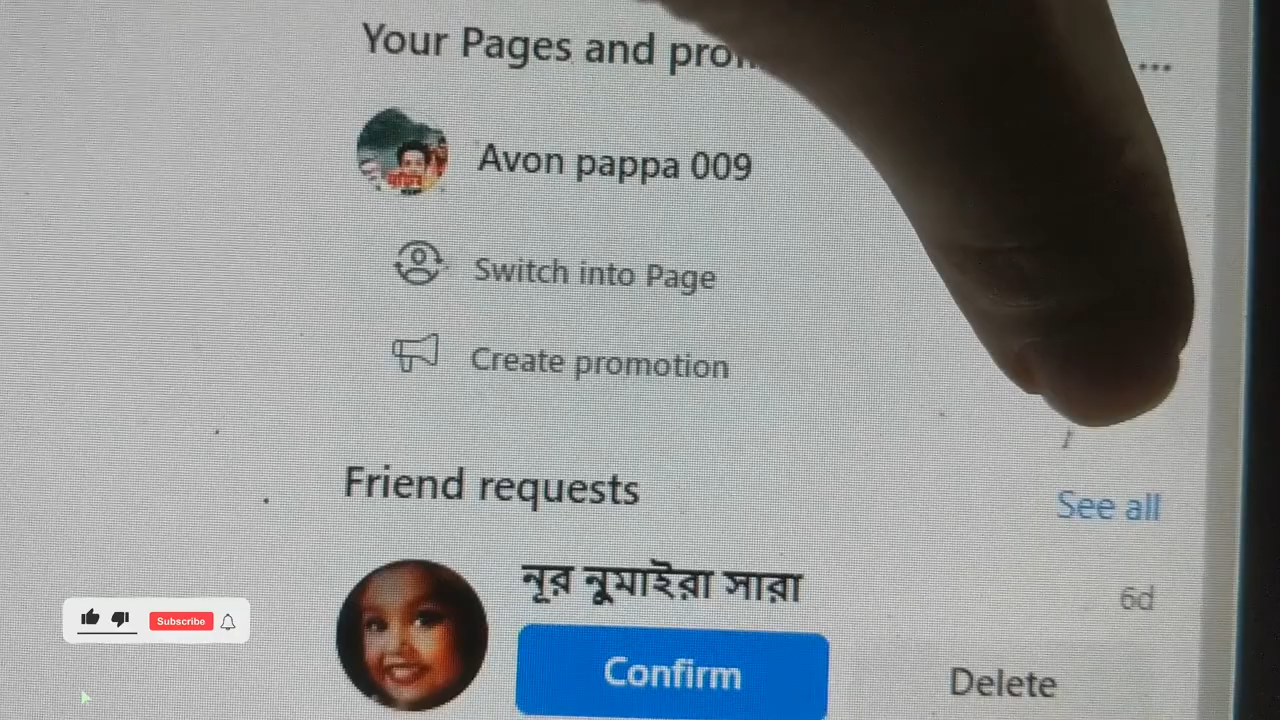 Your Pages and
...
Avon pappa 009
Switch into Page
Create promotion
Friend requests
See all
নূর নুমাইরা সারা
6d
Confirm
Delete
Subscribe